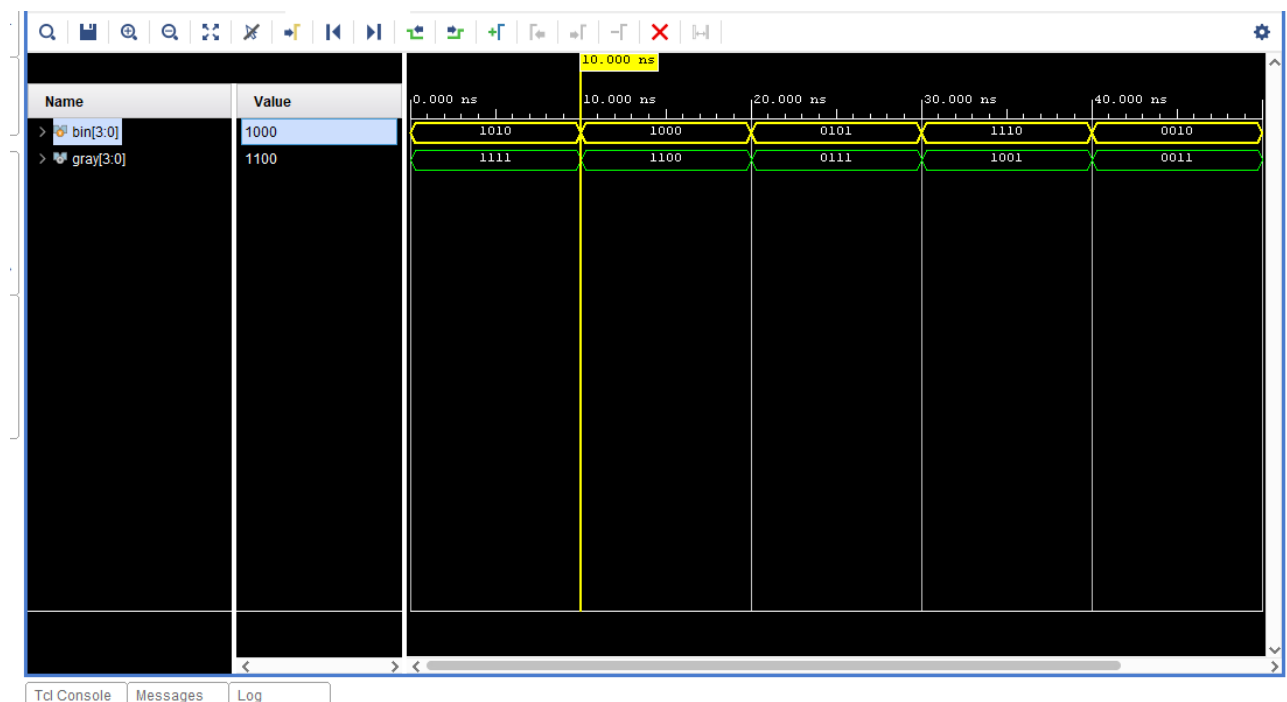 10.000 ns
Name Value 0.000 ns 10.000 ns 20.000 ns 30.000 ns 40.000 ns
bin[3:0] 1000 1010 1000 0101 1110 0010
gray[3:0] 1100 1111 1100 0111 1001 0011
Tcl Console Messages Log